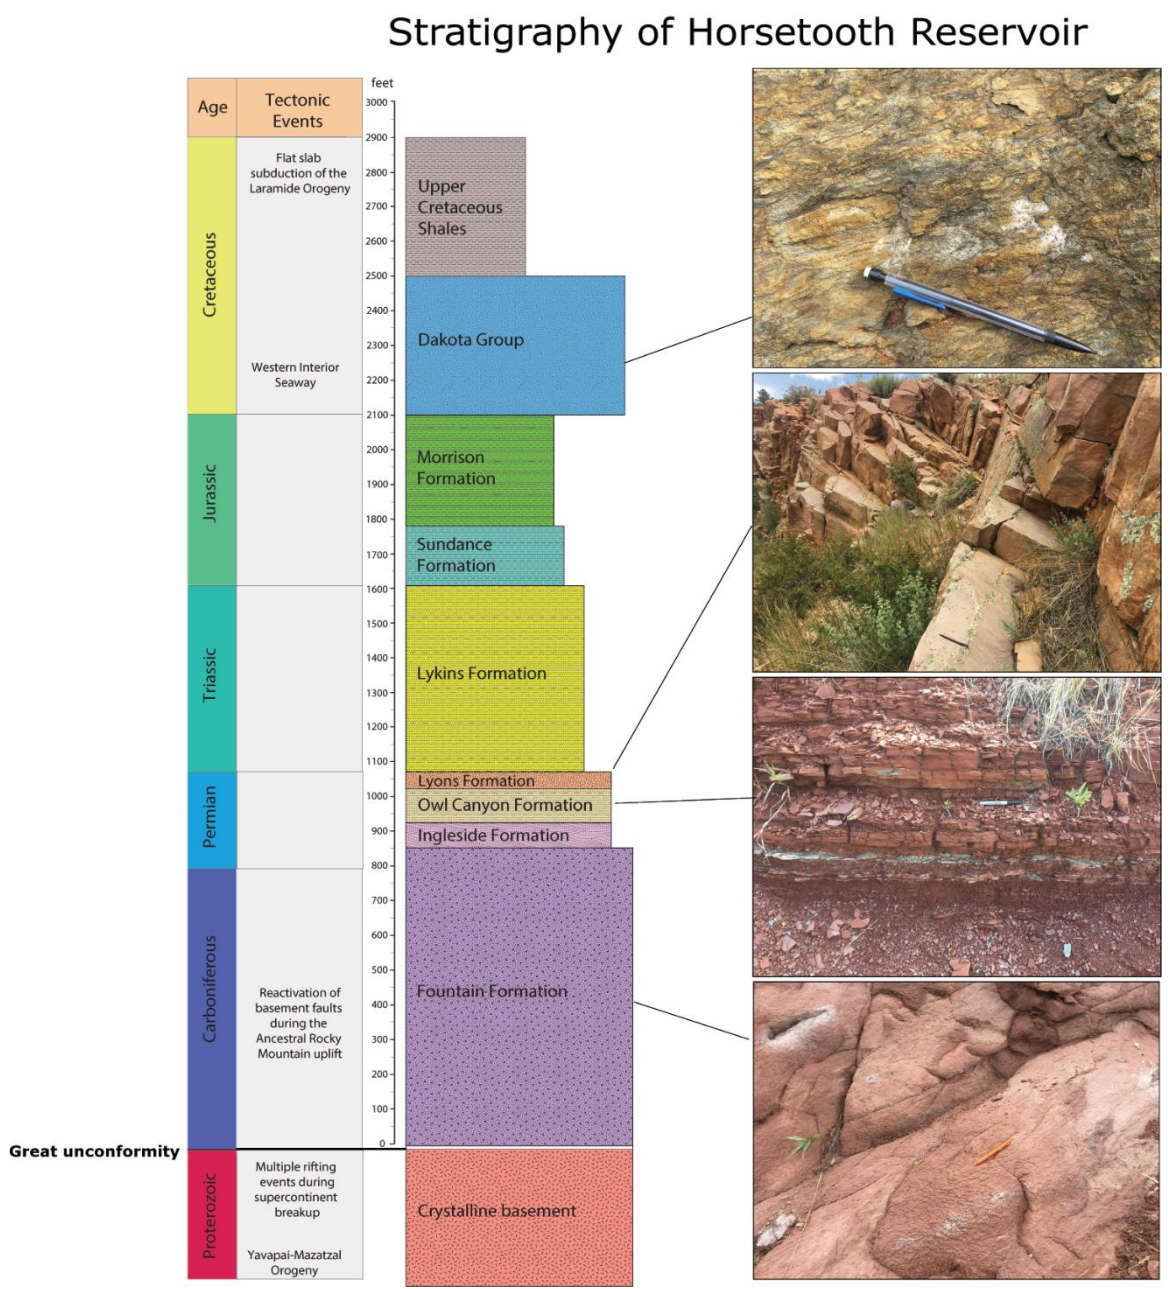 Stratigraphy of Horsetooth Reservoir
Age
Tectonic
Events
feet
3000
2900
2800
2700
2600
2500
2400
2300
2200
2100
2000
1900
1800
1700
1600
1500
1400
1300
1200
1100
1000
900
800
700
600
500
400
300
200
100
0
Cretaceous
Flat slab
subduction of the
Laramide Orogeny
Western Interior
Seaway
Upper
Cretaceous
Shales
Dakota Group
Jurassic
Morrison
Formation
Sundance
Formation
Triassic
Lykins Formation
Permian
Lyons Formation
Owl Canyon Formation
Ingleside Formation
Carboniferous
Reactivation of
basement faults
during the
Ancestral Rocky
Mountain uplift
Fountain Formation
Great unconformity
Proterozoic
Multiple rifting
events during
supercontinent
breakup
Yavapai-Mazatzal
Orogeny
Crystalline basement